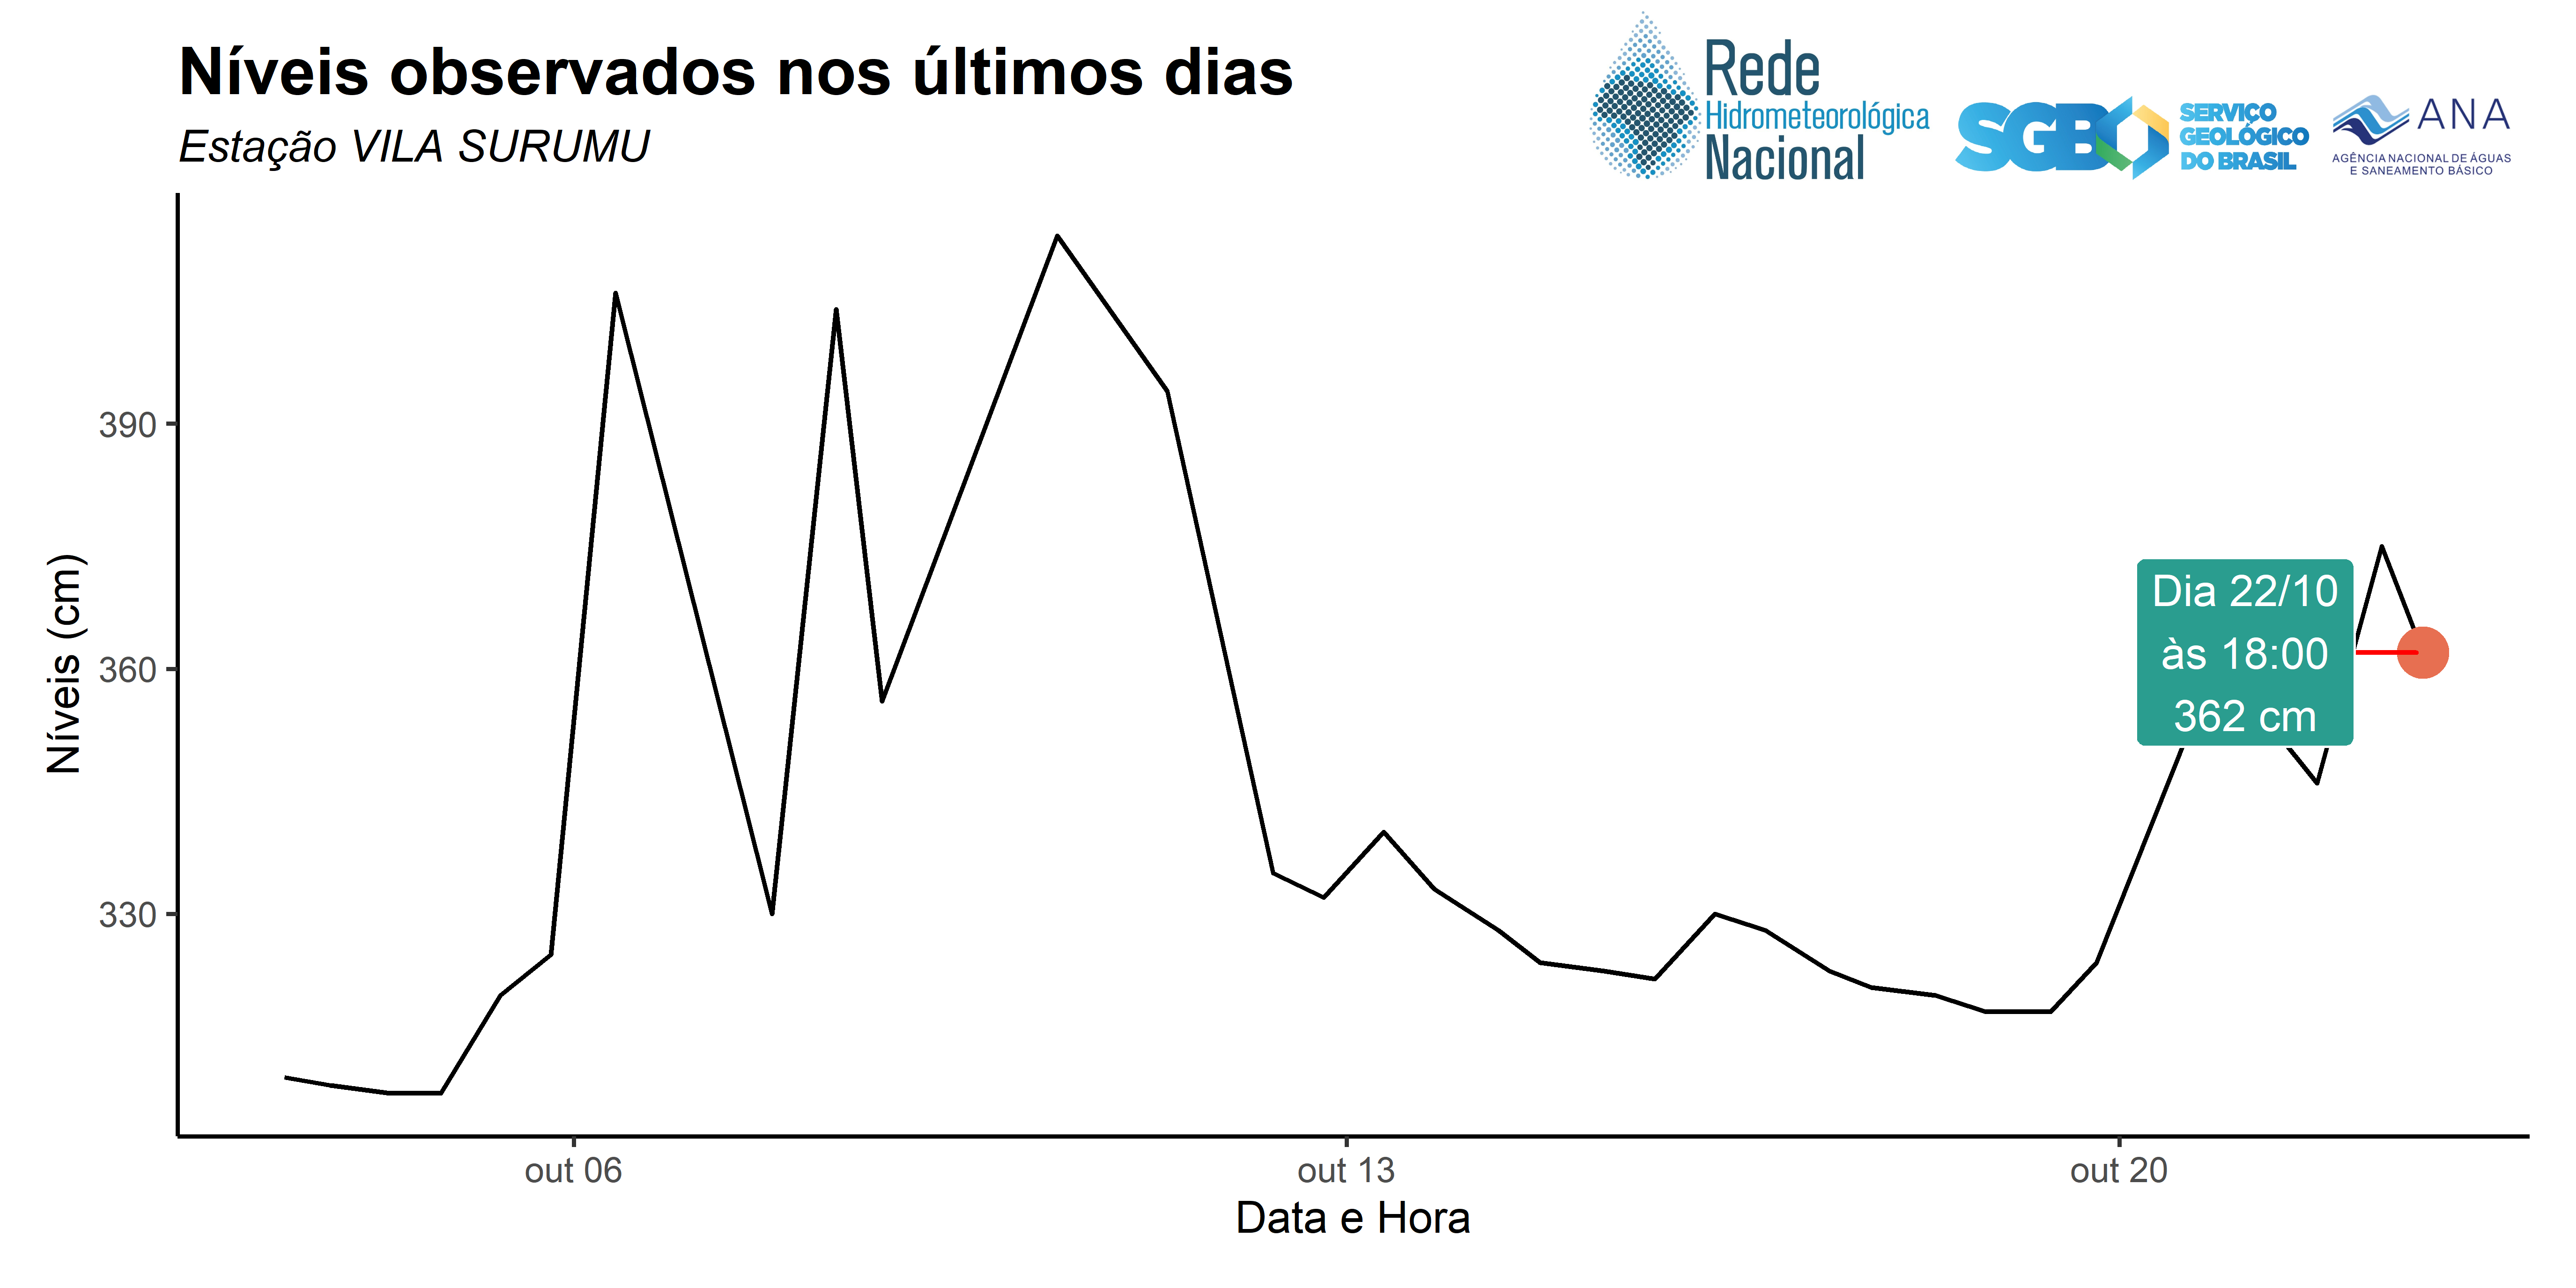 Níveis observados nos últimos dias
Estação VILA SURUMU
Rede
Hidrometeorológica
Nacional
SGB
SERVIÇO
GEOLÓGICO
DO BRASIL
ANA
AGÊNCIA NACIONAL DE ÁGUAS
E SANEAMENTO BÁSICO
Níveis (cm)
390
360
330
Dia 22/10
às 18:00
362 cm
out 06
out 13
out 20
Data e Hora